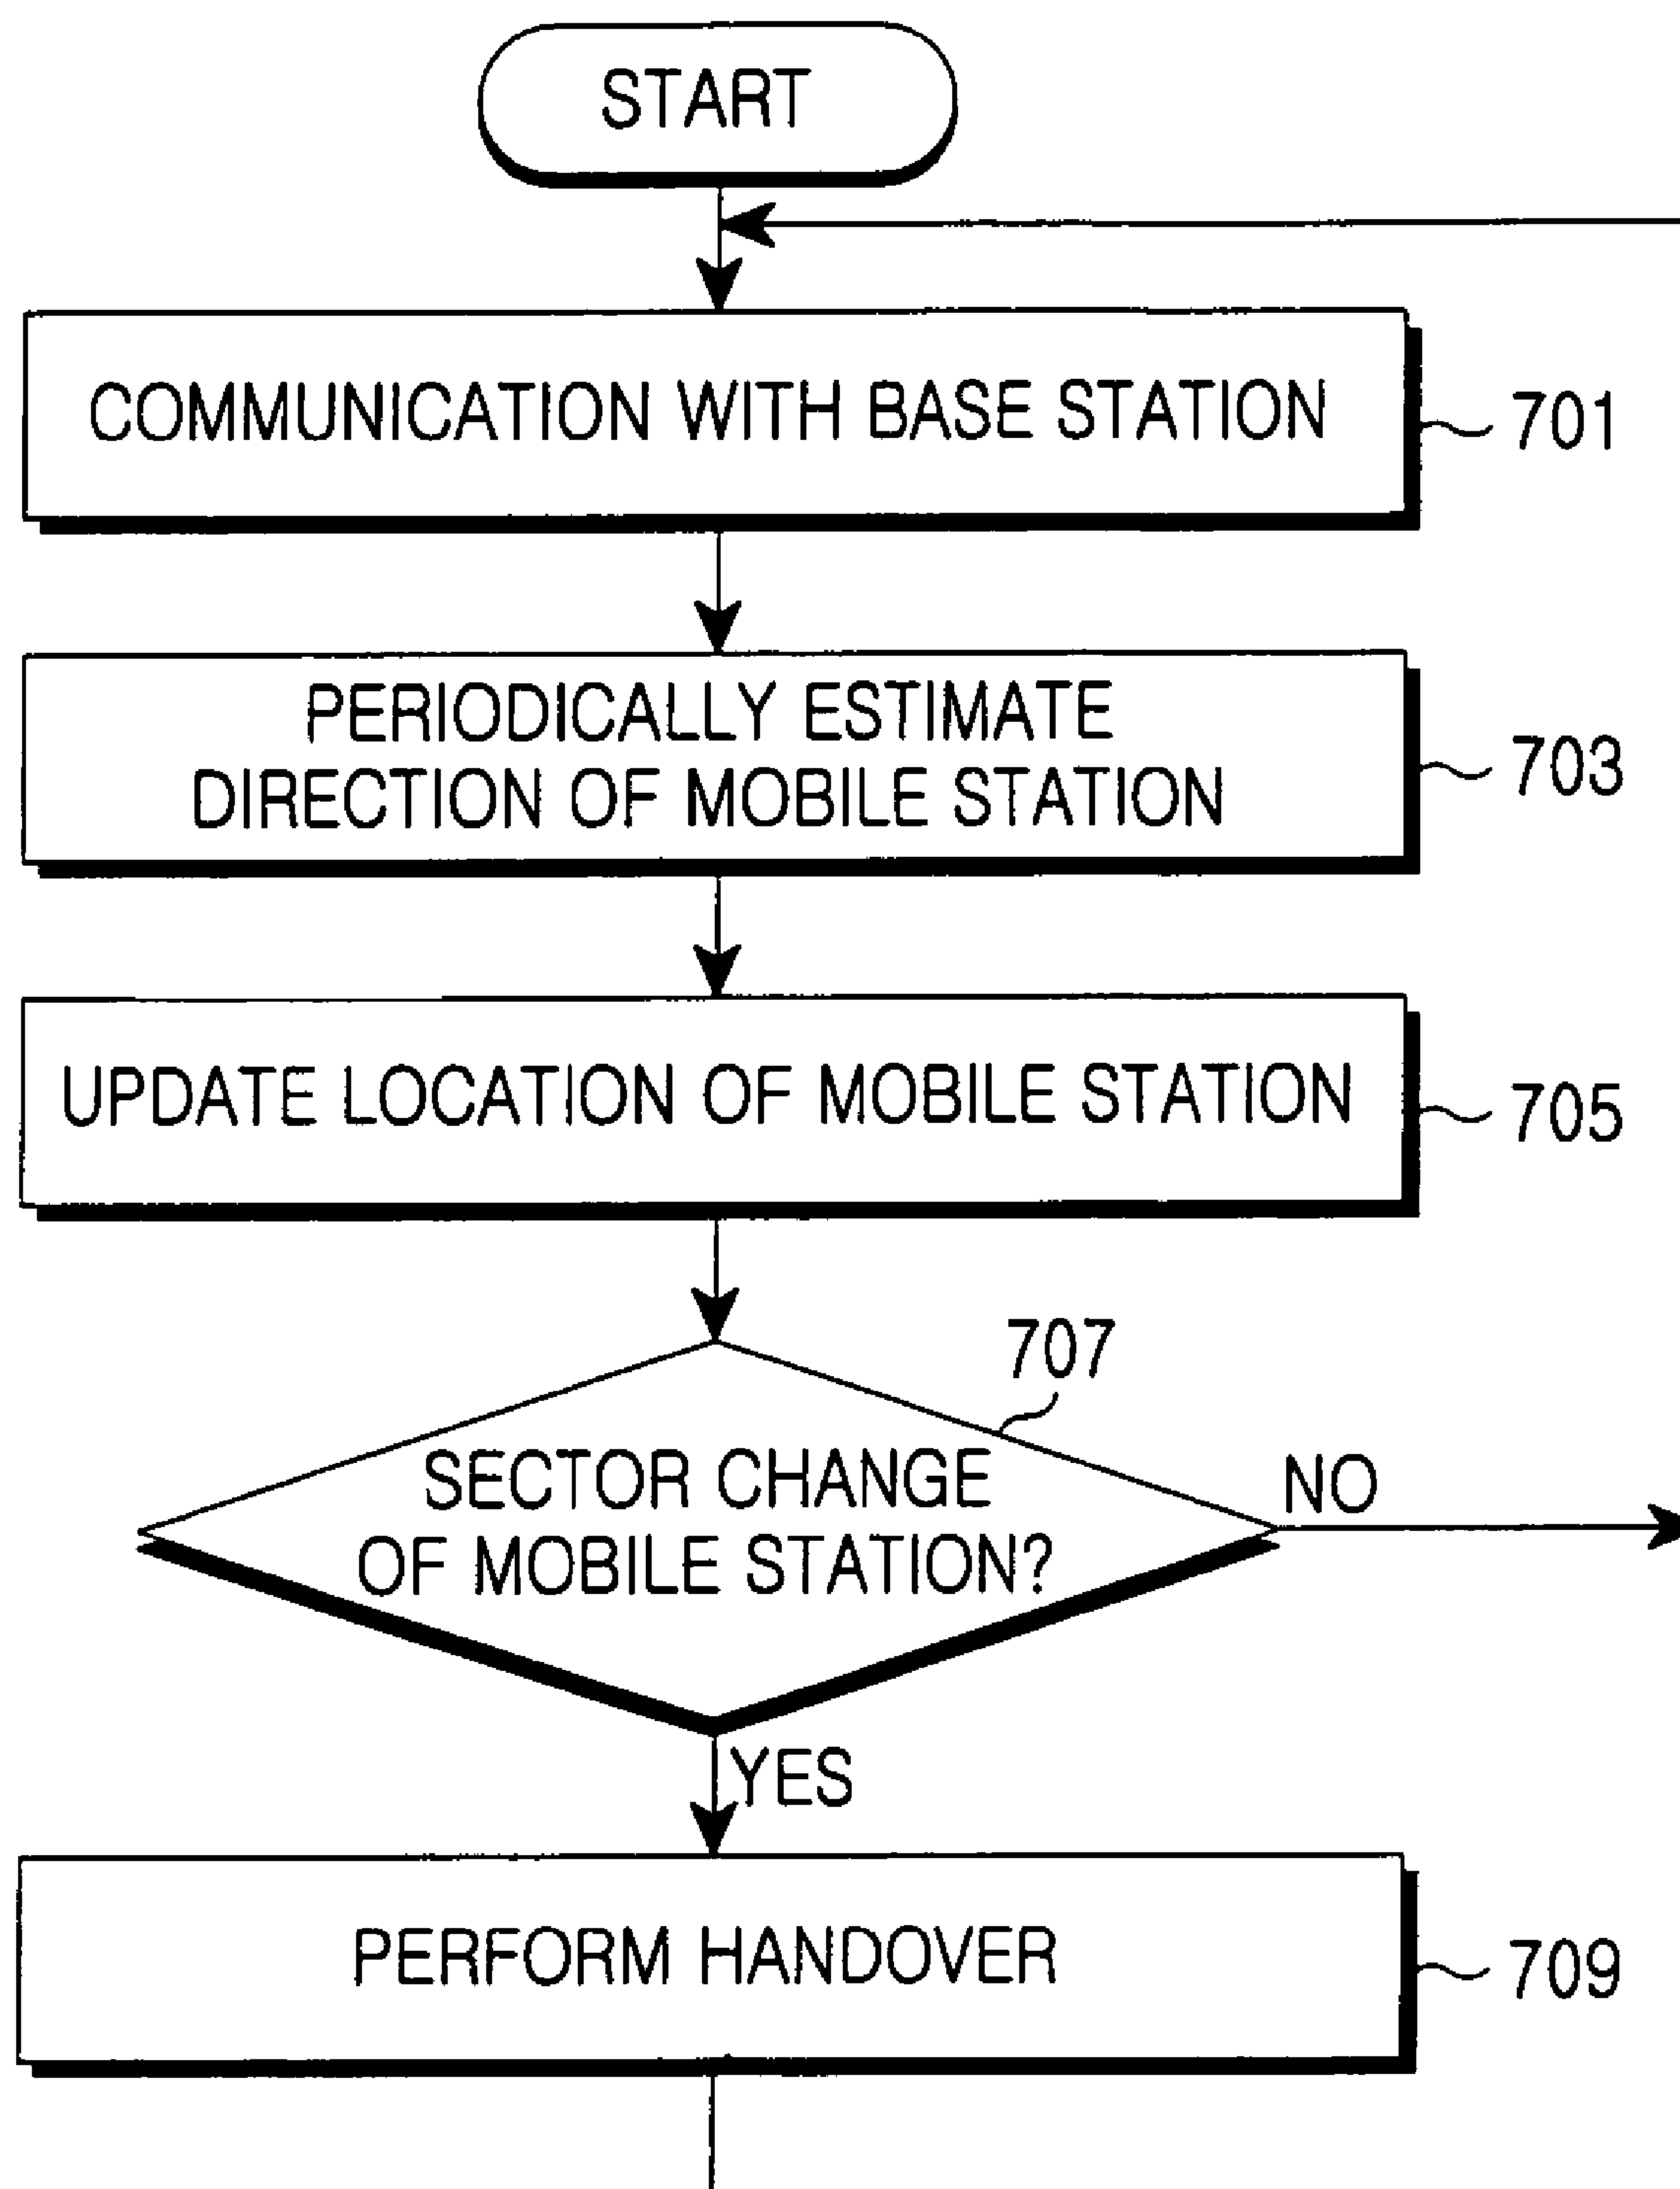 START
COMMUNICATION WITH BASE STATION
701
PERIODICALLY ESTIMATE
DIRECTION OF MOBILE STATION
703
UPDATE LOCATION OF MOBILE STATION
705
707
SECTOR CHANGE
OF MOBILE STATION?
NO
YES
PERFORM HANDOVER
709